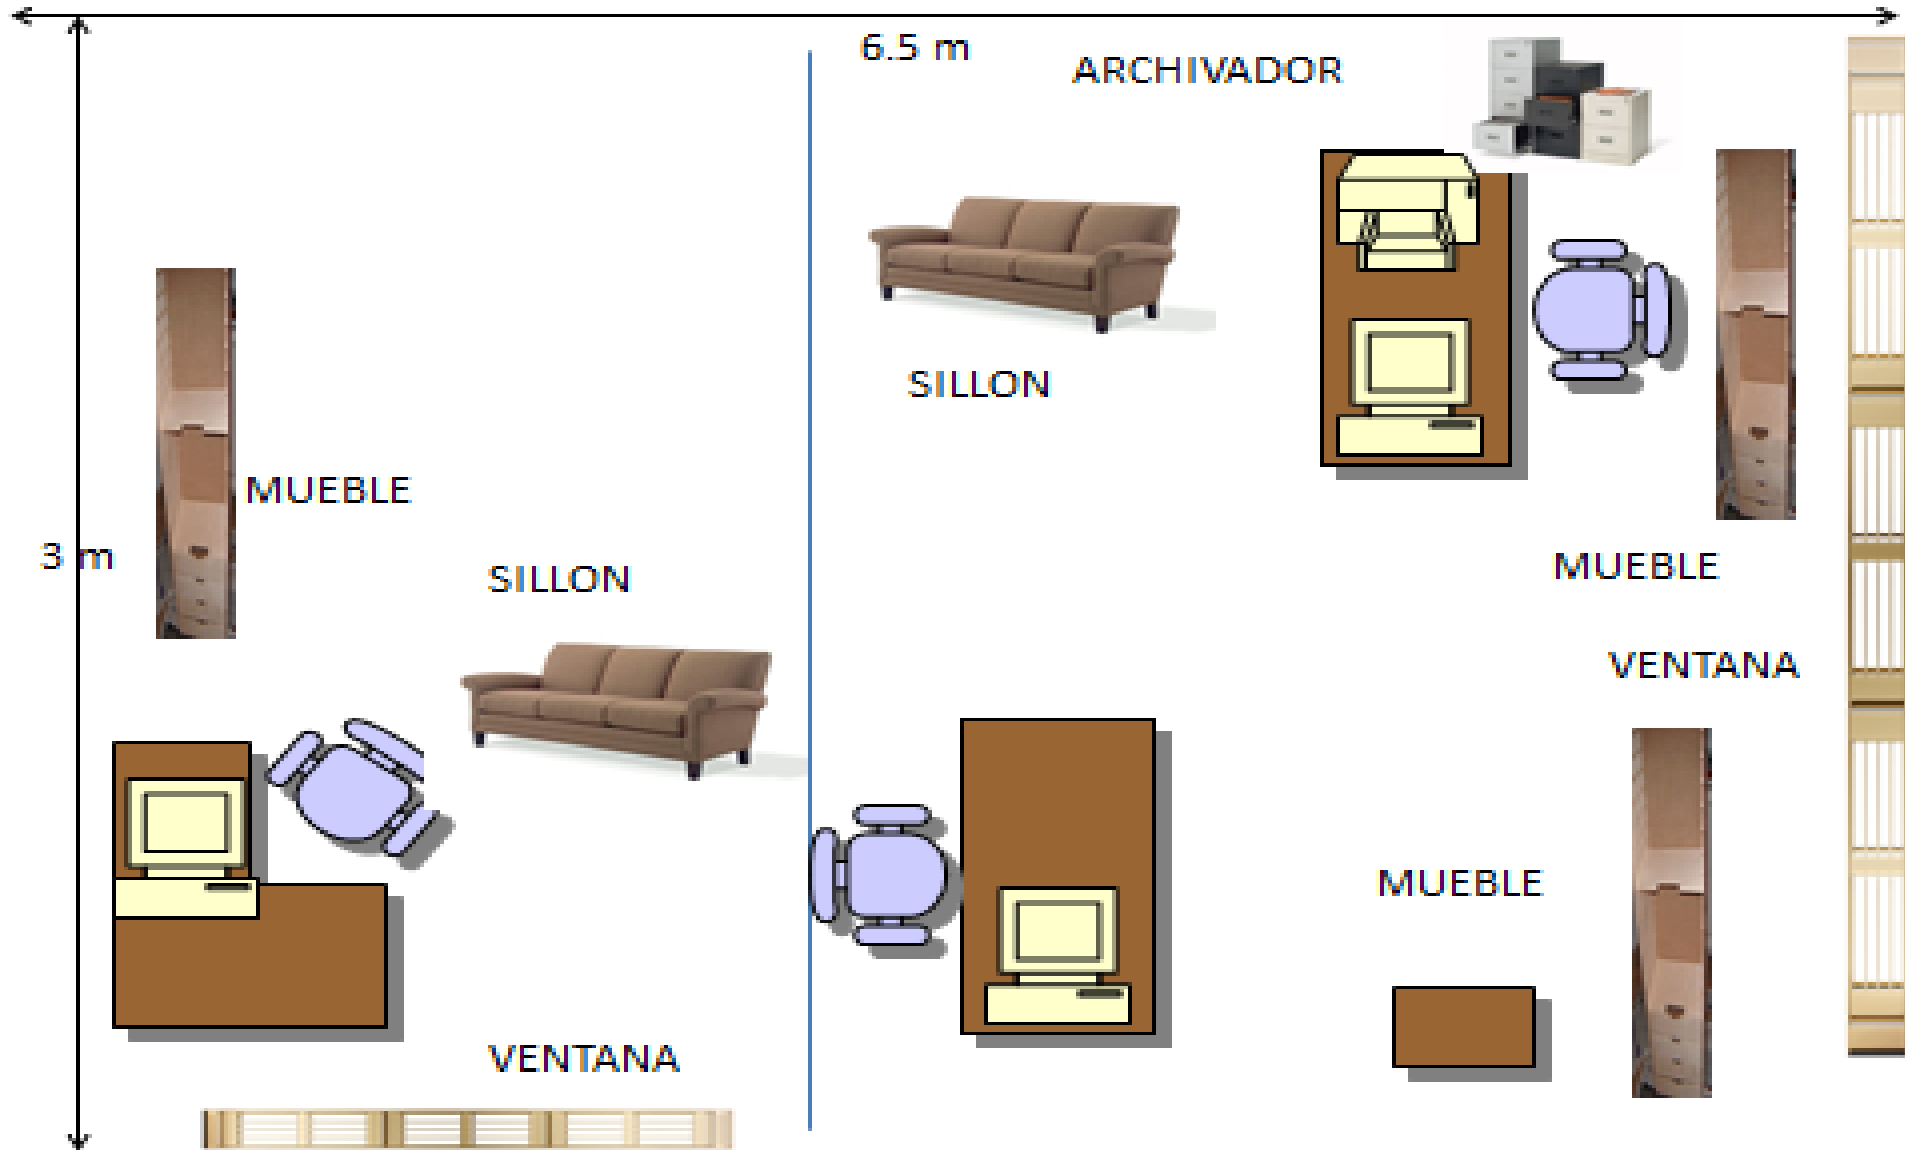 6.5 m
ARCHIVADOR
SILLON
MUEBLE
3 m
MUEBLE
SILLON
VENTANA
MUEBLE
VENTANA